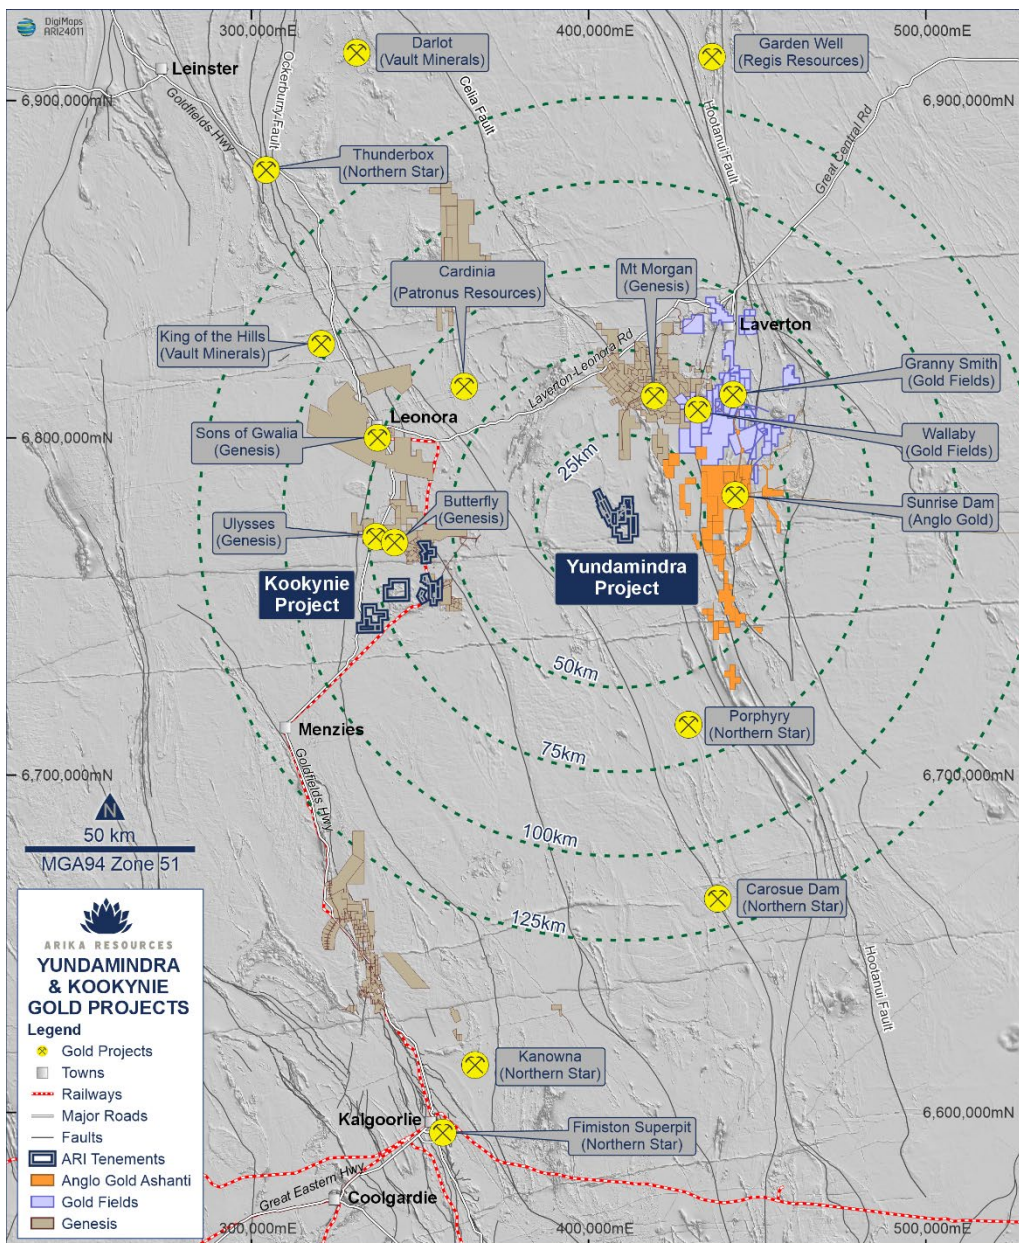 DigiMaps
ARI24011
300,000mE
400,000mE
500,000mE
Darlot
(Vault Minerals)
Garden Well
(Regis Resources)
Leinster
Ockerburry Fault
Celia Fault
Goldfields Hwy
6,900,000mN
6,900,000mN
Hootanui Fault
Great Central Rd
Thunderbox
(Northern Star)
Cardinia
(Patronus Resources)
Mt Morgan
(Genesis)
Laverton
King of the Hills
(Vault Minerals)
Laverton-Leonora Rd
Granny Smith
(Gold Fields)
Leonora
6,800,000mN
6,800,000mN
Sons of Gwalia
(Genesis)
Wallaby
(Gold Fields)
25km
Butterfly
(Genesis)
Ulysses
(Genesis)
Sunrise Dam
(Anglo Gold)
Kookynie
Project
Yundamindra
Project
50km
Menzies
Porphyry
(Northern Star)
75km
Goldfields Hwy
6,700,000mN
6,700,000mN
N
50 km
MGA94 Zone 51
100km
Carosue Dam
(Northern Star)
125km
Hootanui Fault
ARIKA RESOURCES
YUNDAMINDRA
& KOOKYNIE
GOLD PROJECTS
Legend
Gold Projects
Towns
Railways
Major Roads
Faults
ARI Tenements
Anglo Gold Ashanti
Gold Fields
Genesis
Kanowna
(Northern Star)
Kalgoorlie
Fimiston Superpit
(Northern Star)
6,600,000mN
Great Eastern Hwy
Coolgardie
300,000mE
400,000mE
500,000mE